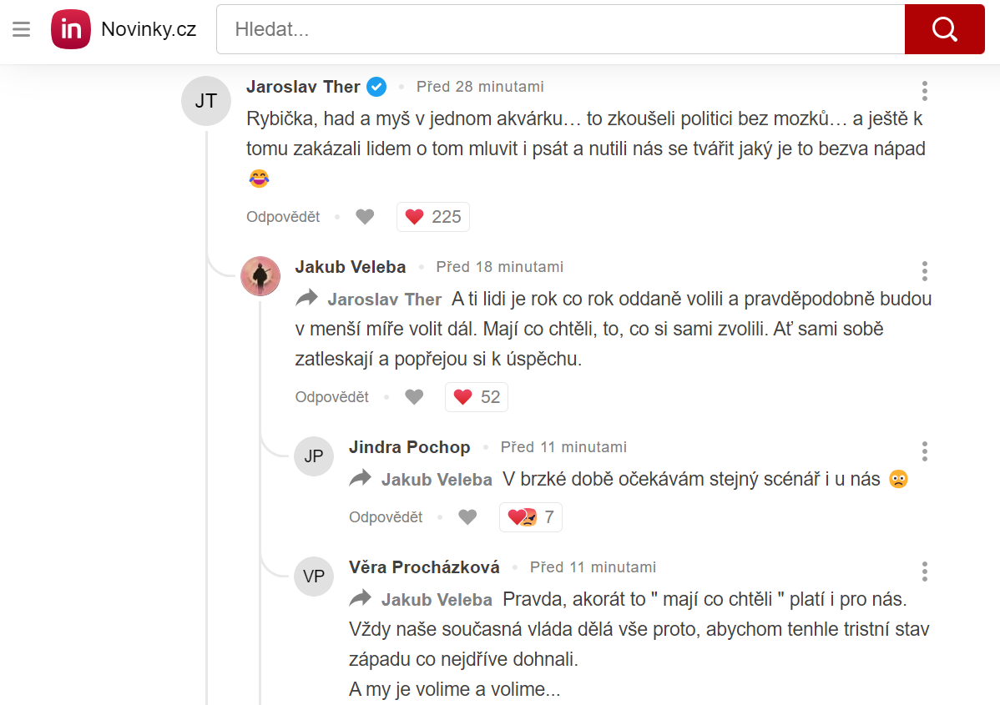 in Novinky.cz Hledat...
JT Jaroslav Ther Před 28 minutami
Rybička, had a myš v jednom akvárku… to zkoušeli politici bez mozků… a ještě k
tomu zakázali lidem o tom mluvit i psát a nutili nás se tvářit jaký je to bezva nápad
😂
Odpovědět 225
Jakub Veleba Před 18 minutami
Jaroslav Ther A ti lidi je rok co rok oddaně volili a pravděpodobně budou
v menší míře volit dál. Mají co chtěli, to, co si sami zvolili. Ať sami sobě
zatleskají a popřejou si k úspěchu.
Odpovědět 52
JP Jindra Pochop Před 11 minutami
Jakub Veleba V brzké době očekávám stejný scénář i u nás 🙁
Odpovědět 7
VP Věra Procházková Před 11 minutami
Jakub Veleba Pravda, akorát to " mají co chtěli " platí i pro nás.
Vždy naše současná vláda dělá vše proto, abychom tenhle tristní stav
západu co nejdříve dohnali.
A my je volime a volime...